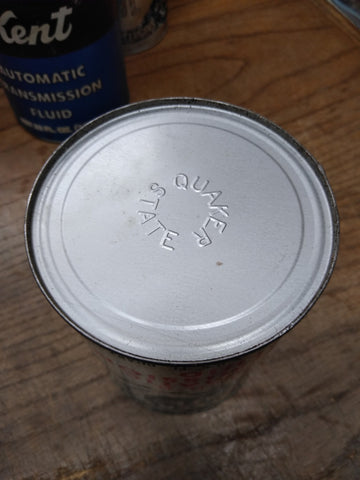 Kent
AUTOMATIC
TRANSMISSION
FLUID
QUAKER
STATE